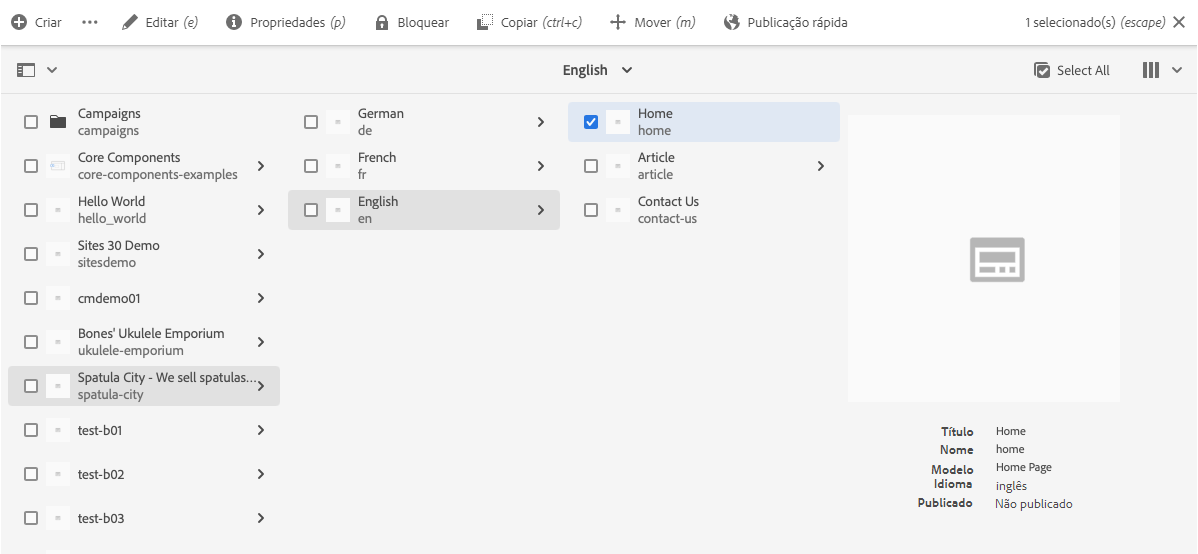 Criar ••• Editar (e) Propriedades (p) Bloquear Copiar (ctrl+c) Mover (m) Publicação rápida 1 selecionado(s) (escape)
English Select All
Campaigns
campaigns
Core Components
core-components-examples
Hello World
hello_world
Sites 30 Demo
sitesdemo
cmdemo01
Bones' Ukulele Emporium
ukulele-emporium
Spatula City - We sell spatulas...
spatula-city
test-b01
test-b02
test-b03
German
de
French
fr
English
en
Home
home
Article
article
Contact Us
contact-us
Título Home
Nome home
Modelo Home Page
Idioma inglês
Publicado Não publicado